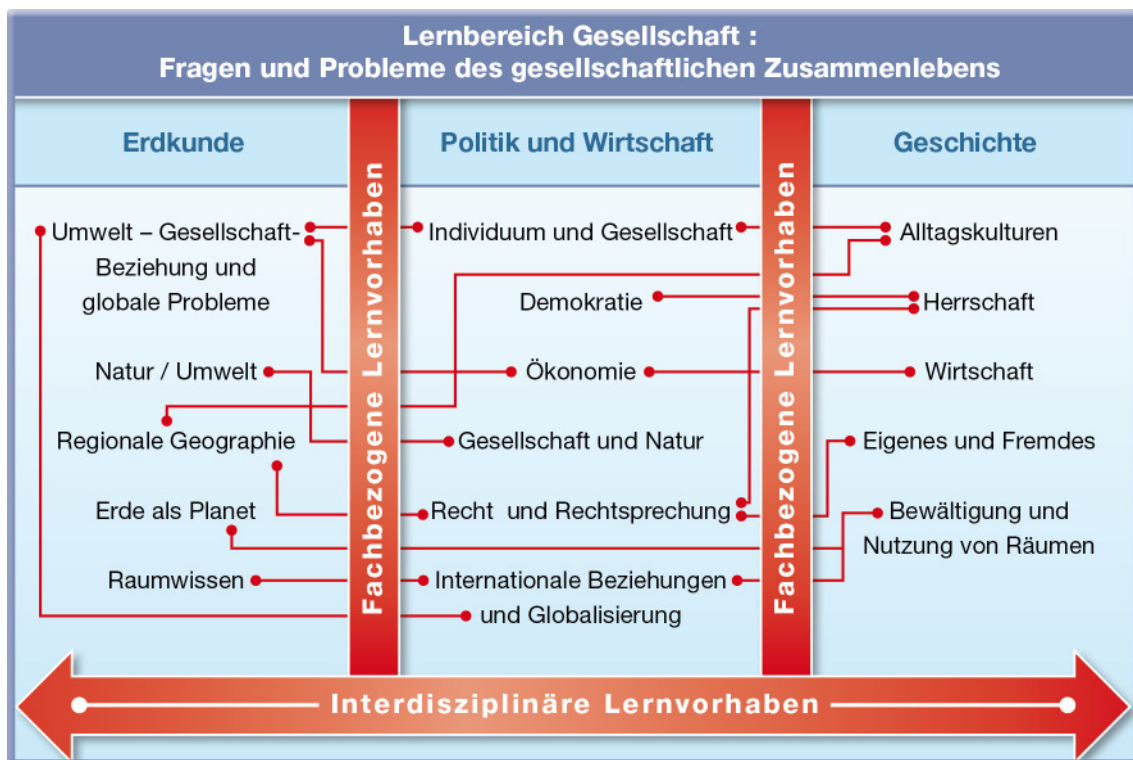 Lernbereich Gesellschaft :
Fragen und Probleme des gesellschaftlichen Zusammenlebens
Erdkunde
Umwelt – Gesellschaft-
Beziehung und
globale Probleme
Natur / Umwelt
Regionale Geographie
Erde als Planet
Raumwissen
Fachbezogene Lernvorhaben
Politik und Wirtschaft
Individuum und Gesellschaft
Demokratie
Ökonomie
Gesellschaft und Natur
Recht und Rechtsprechung
Internationale Beziehungen
und Globalisierung
Fachbezogene Lernvorhaben
Geschichte
Alltagskulturen
Herrschaft
Wirtschaft
Eigenes und Fremdes
Bewältigung und
Nutzung von Räumen
Interdisziplinäre Lernvorhaben